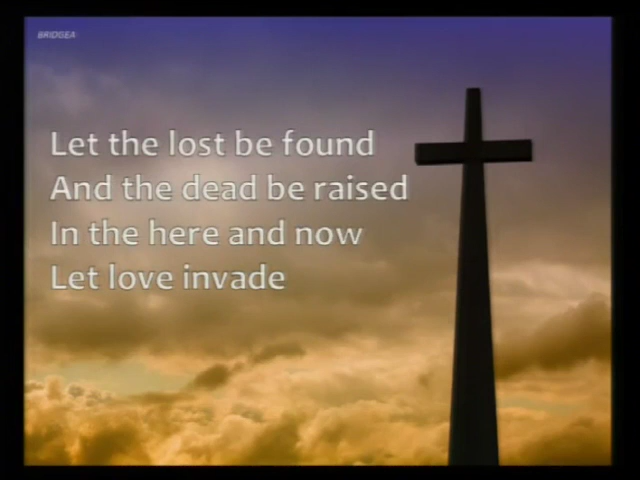 BRIDGEA
Let the lost be found
And the dead be raised
In the here and now
Let love invade